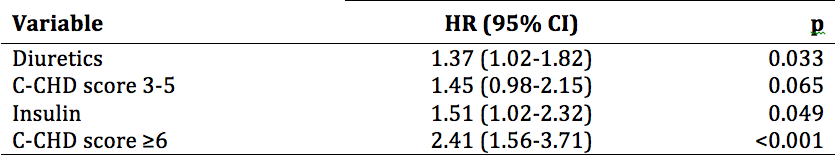 Variable HR (95% CI) p
Diuretics 1.37 (1.02-1.82) 0.033
C-CHD score 3-5 1.45 (0.98-2.15) 0.065
Insulin 1.51 (1.02-2.32) 0.049
C-CHD score ≥6 2.41 (1.56-3.71) <0.001